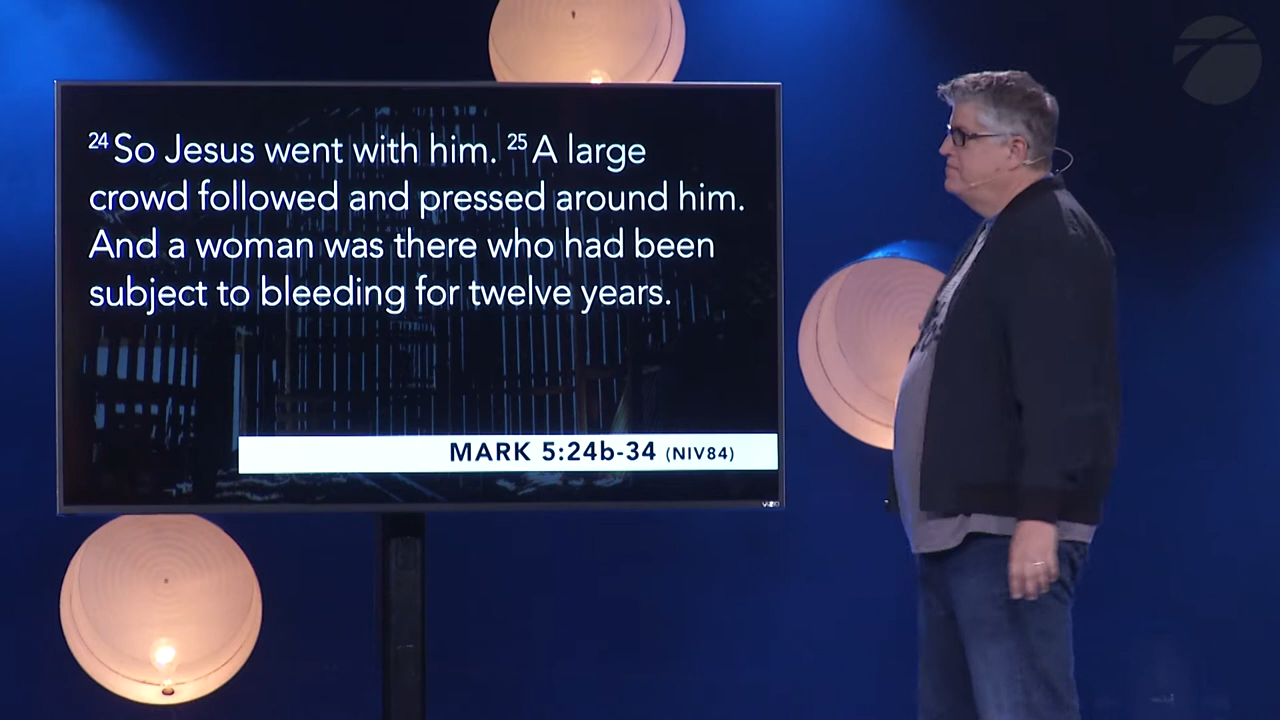 24 So Jesus went with him. 25 A large
crowd followed and pressed around him.
And a woman was there who had been
subject to bleeding for twelve years.
MARK 5:24b-34 (NIV84)
VIZIO